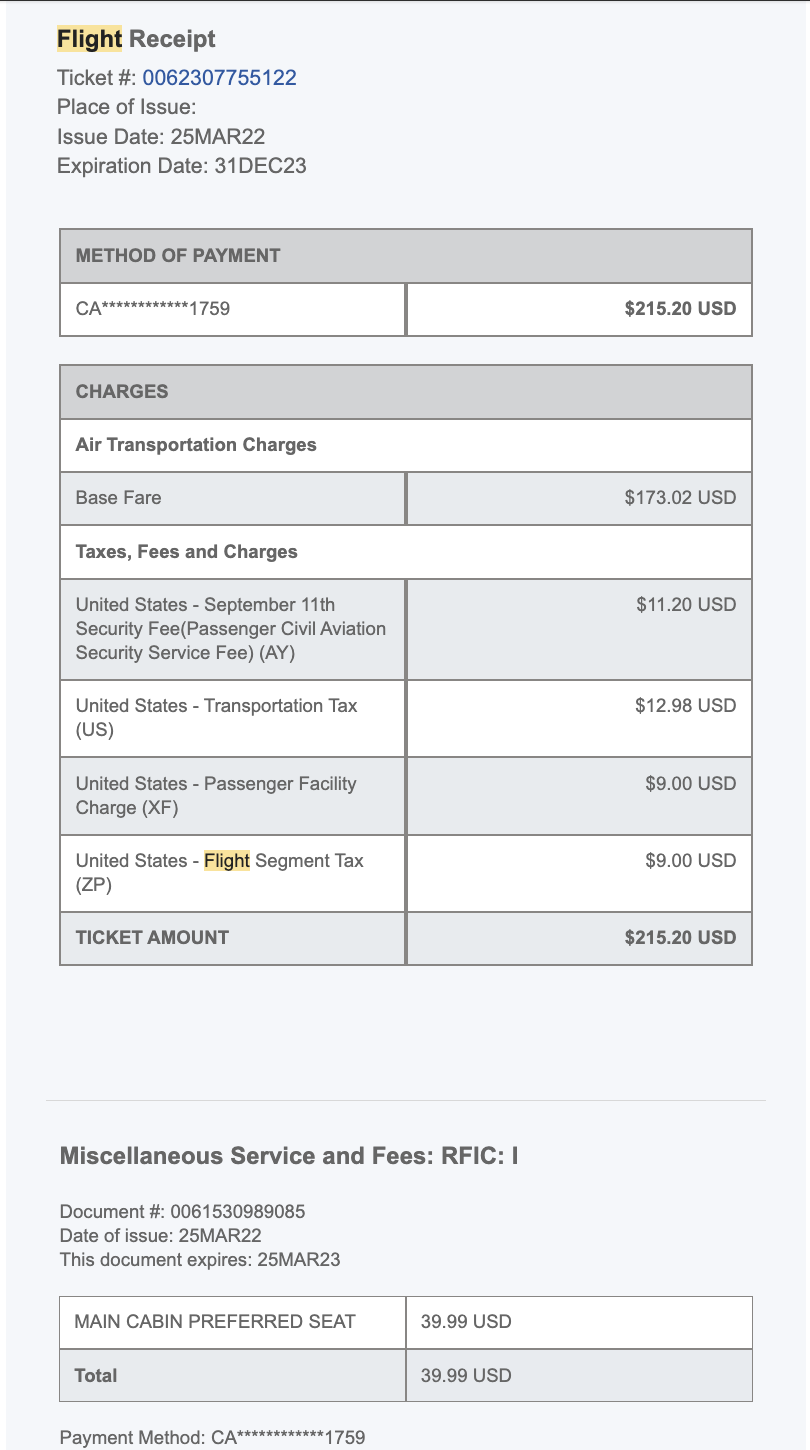 Flight Receipt
Ticket #: 0062307755122
Place of Issue:
Issue Date: 25MAR22
Expiration Date: 31DEC23
METHOD OF PAYMENT
CA************1759 $215.20 USD
CHARGES
Air Transportation Charges
Base Fare $173.02 USD
Taxes, Fees and Charges
United States - September 11th $11.20 USD
Security Fee(Passenger Civil Aviation
Security Service Fee) (AY)
United States - Transportation Tax $12.98 USD
(US)
United States - Passenger Facility $9.00 USD
Charge (XF)
United States - Flight Segment Tax $9.00 USD
(ZP)
TICKET AMOUNT $215.20 USD
Miscellaneous Service and Fees: RFIC: I
Document #: 0061530989085
Date of issue: 25MAR22
This document expires: 25MAR23
MAIN CABIN PREFERRED SEAT 39.99 USD
Total 39.99 USD
Payment Method: CA************1759